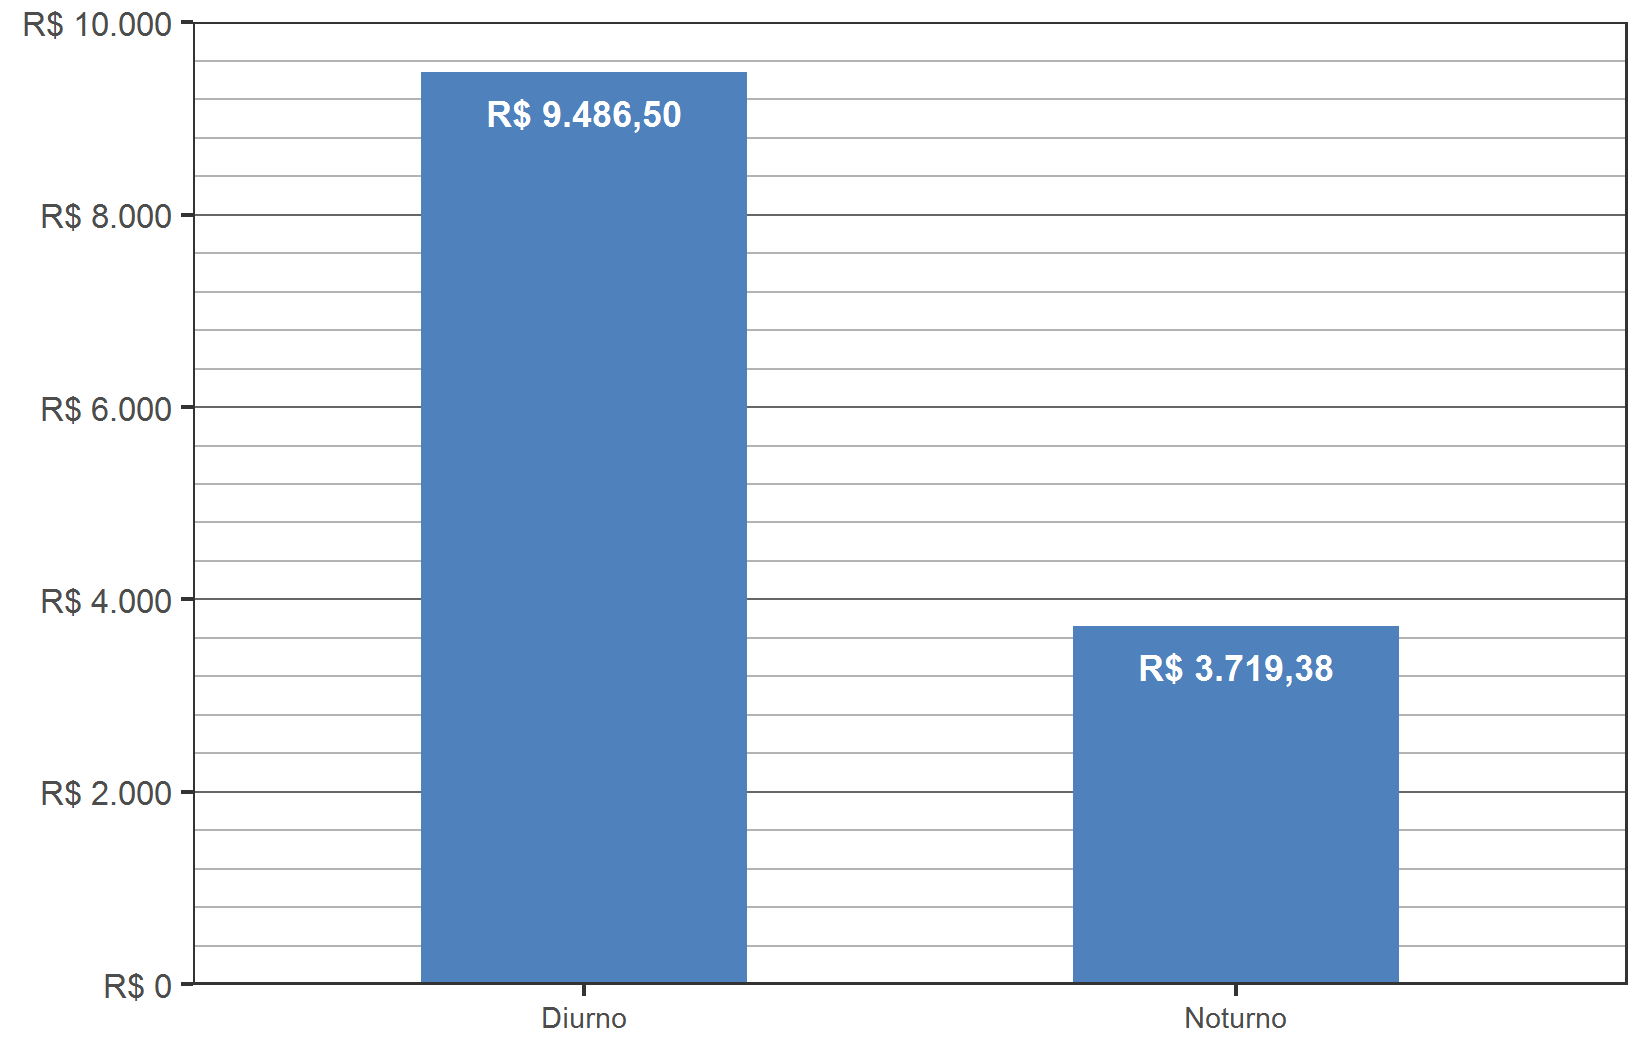 R$ 10.000
R$ 9.486,50
R$ 8.000
R$ 6.000
R$ 4.000
R$ 3.719,38
R$ 2.000
R$ 0
Diurno
Noturno